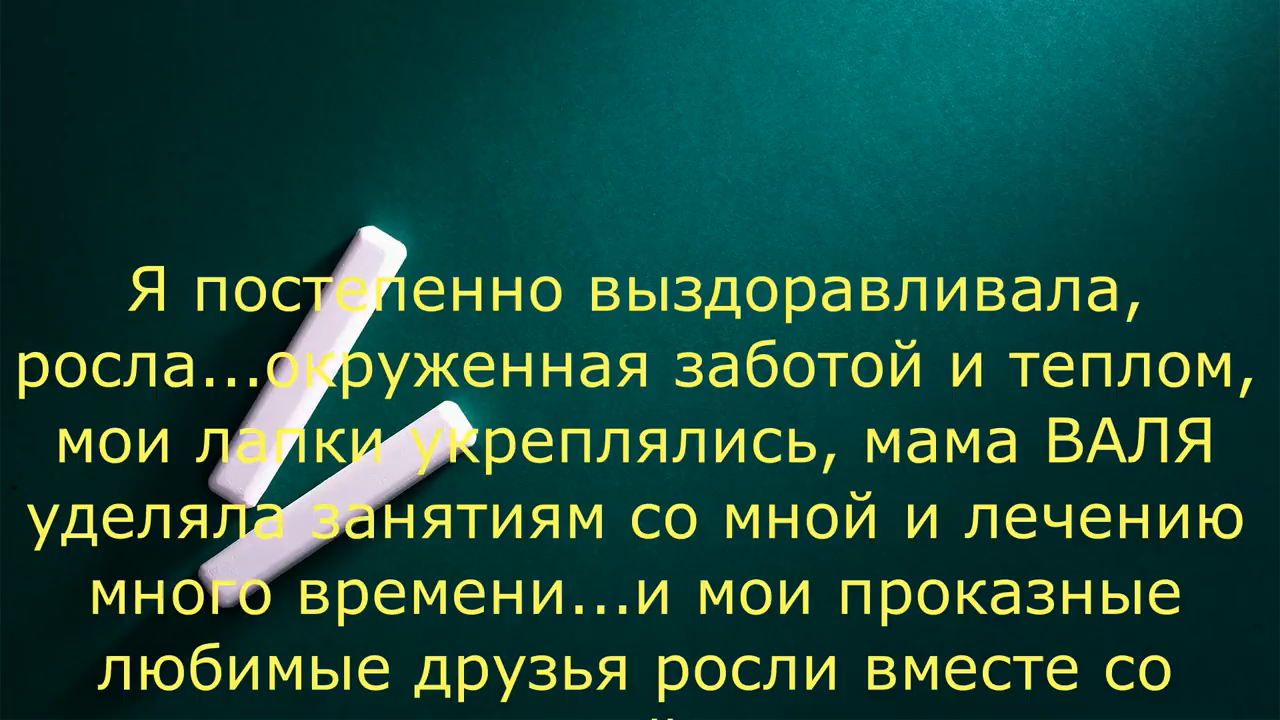 Я постепенно выздоравливала,
росла...окруженная заботой и теплом,
мои лапки укреплялись, мама ВАЛЯ
уделяла занятиям со мной и лечению
много времени...и мои проказные
любимые друзья росли вместе со